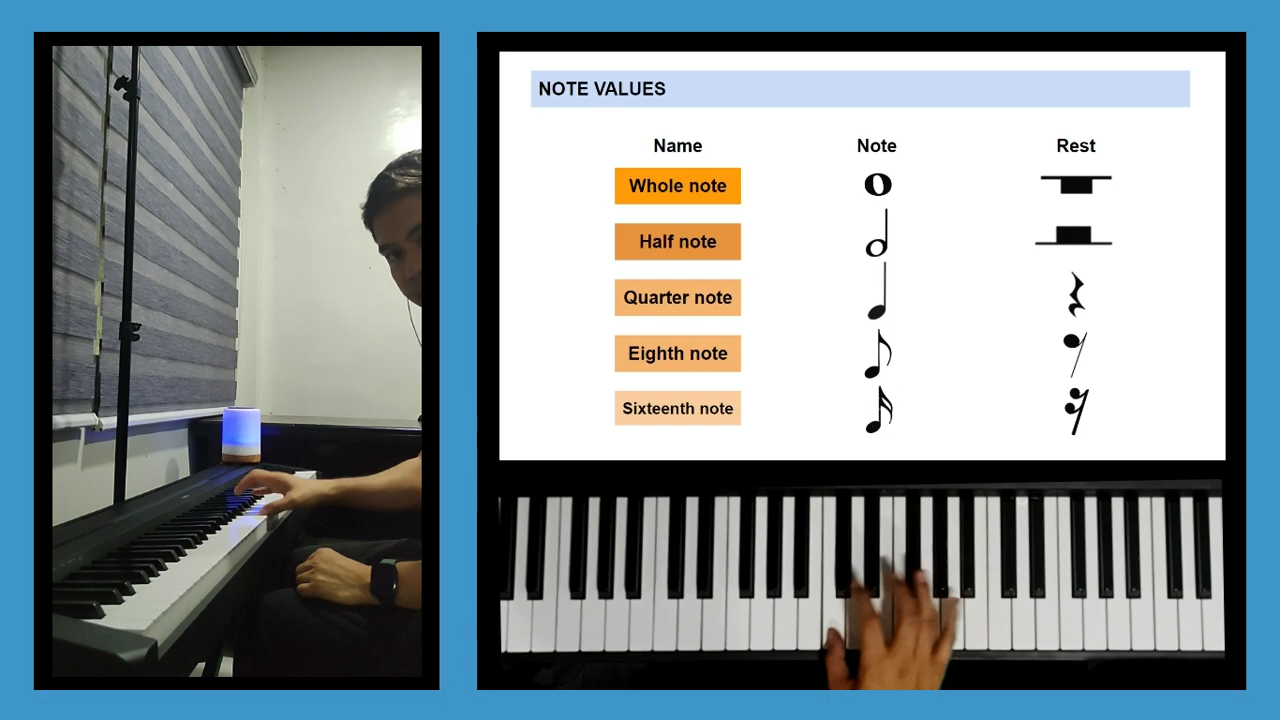 NOTE VALUES
Name Note Rest
Whole note
Half note
Quarter note
Eighth note
Sixteenth note